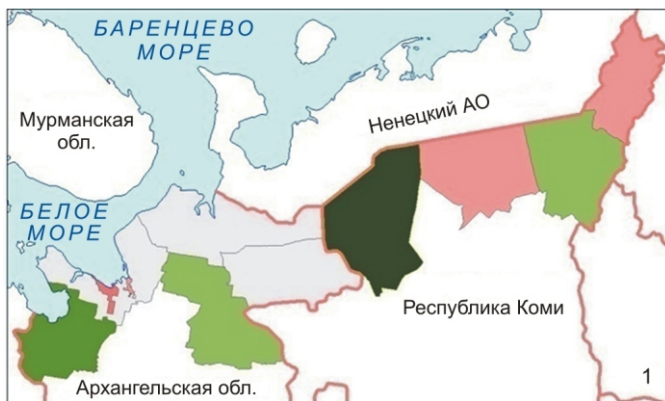 БАРЕНЦЕВО
МОРЕ
Мурманская
обл.
Ненецкий АО
БЕЛОЕ
МОРЕ
Республика Коми
Архангельская обл.
1